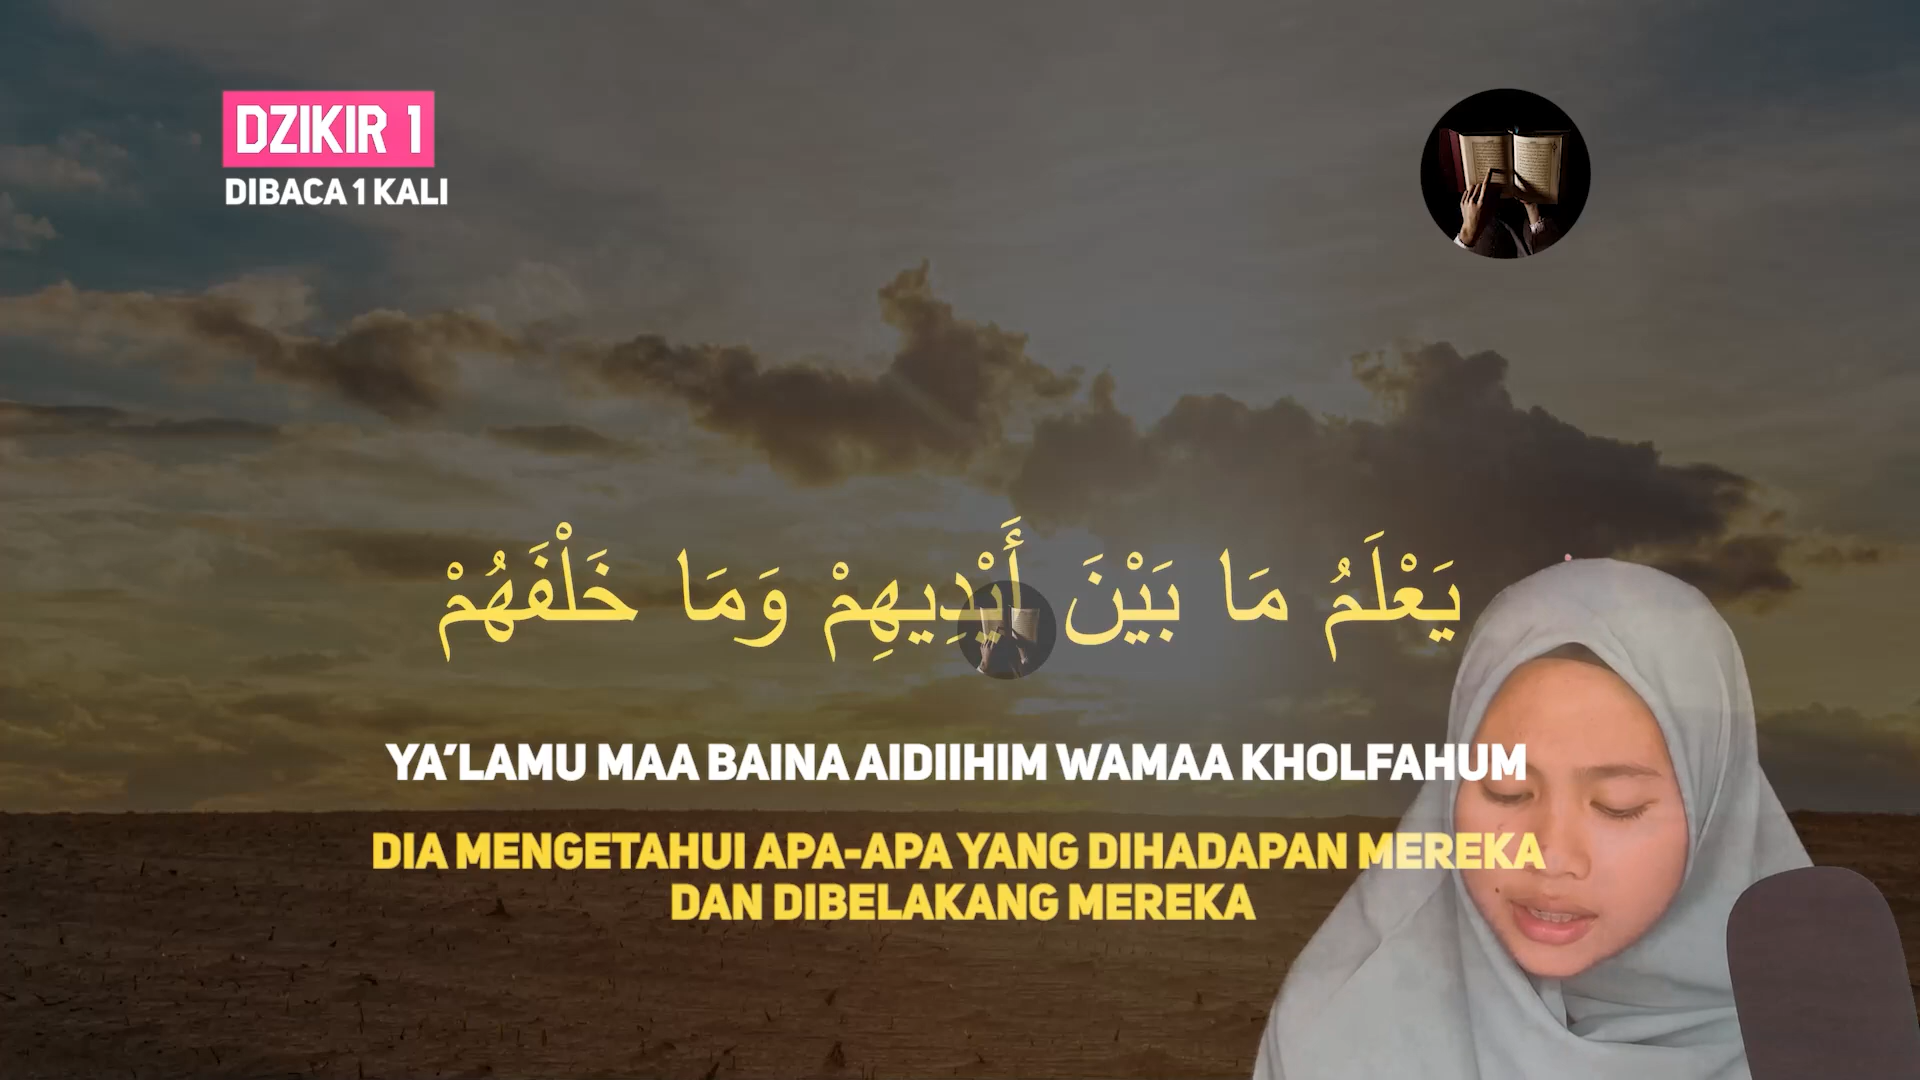 DZIKIR 1
DIBACA 1 KALI
يَعْلَمُ مَا بَيْنَ أَيْدِيهِمْ وَمَا خَلْفَهُمْ
YA'LAMU MAA BAINA AIDIIHIM WAMAA KHOLFAHUM
DIA MENGETAHUI APA-APA YANG DIHADAPAN MEREKA
DAN DIBELAKANG MEREKA